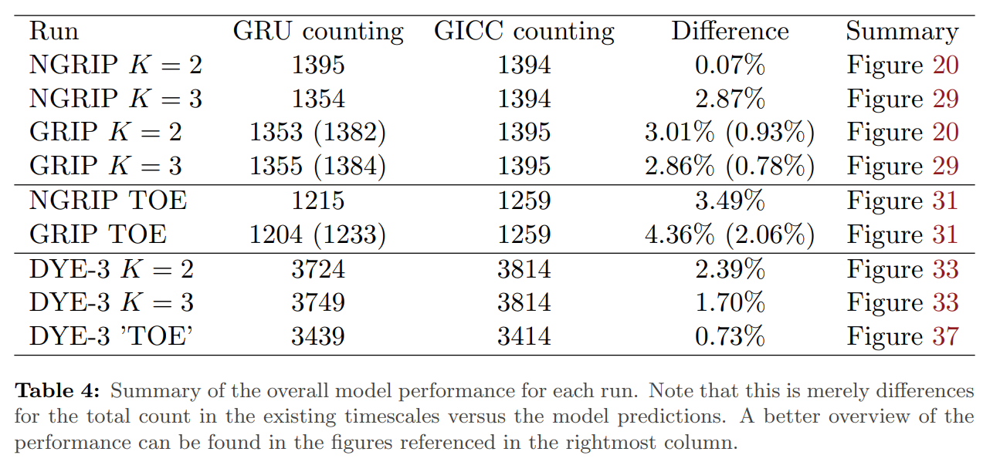 Run GRU counting GICC counting Difference Summary
NGRIP K = 2 1395 1394 0.07% Figure 20
NGRIP K = 3 1354 1394 2.87% Figure 29
GRIP K = 2 1353 (1382) 1395 3.01% (0.93%) Figure 20
GRIP K = 3 1355 (1384) 1395 2.86% (0.78%) Figure 29
NGRIP TOE 1215 1259 3.49% Figure 31
GRIP TOE 1204 (1233) 1259 4.36% (2.06%) Figure 31
DYE-3 K = 2 3724 3814 2.39% Figure 33
DYE-3 K = 3 3749 3814 1.70% Figure 33
DYE-3 ’TOE’ 3439 3414 0.73% Figure 37
Table 4: Summary of the overall model performance for each run. Note that this is merely differences
for the total count in the existing timescales versus the model predictions. A better overview of the
performance can be found in the figures referenced in the rightmost column.